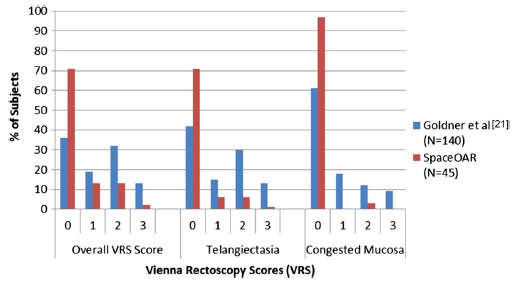 100
90
80
70
60
50
40
30
20
10
0
% of Subjects
0 1 2 3 0 1 2 3 0 1 2 3
Overall VRS Score Telangiectasia Congested Mucosa
Vienna Rectoscopy Scores (VRS)
Goldner et al[21]
(N=140)
SpaceOAR
(N=45)